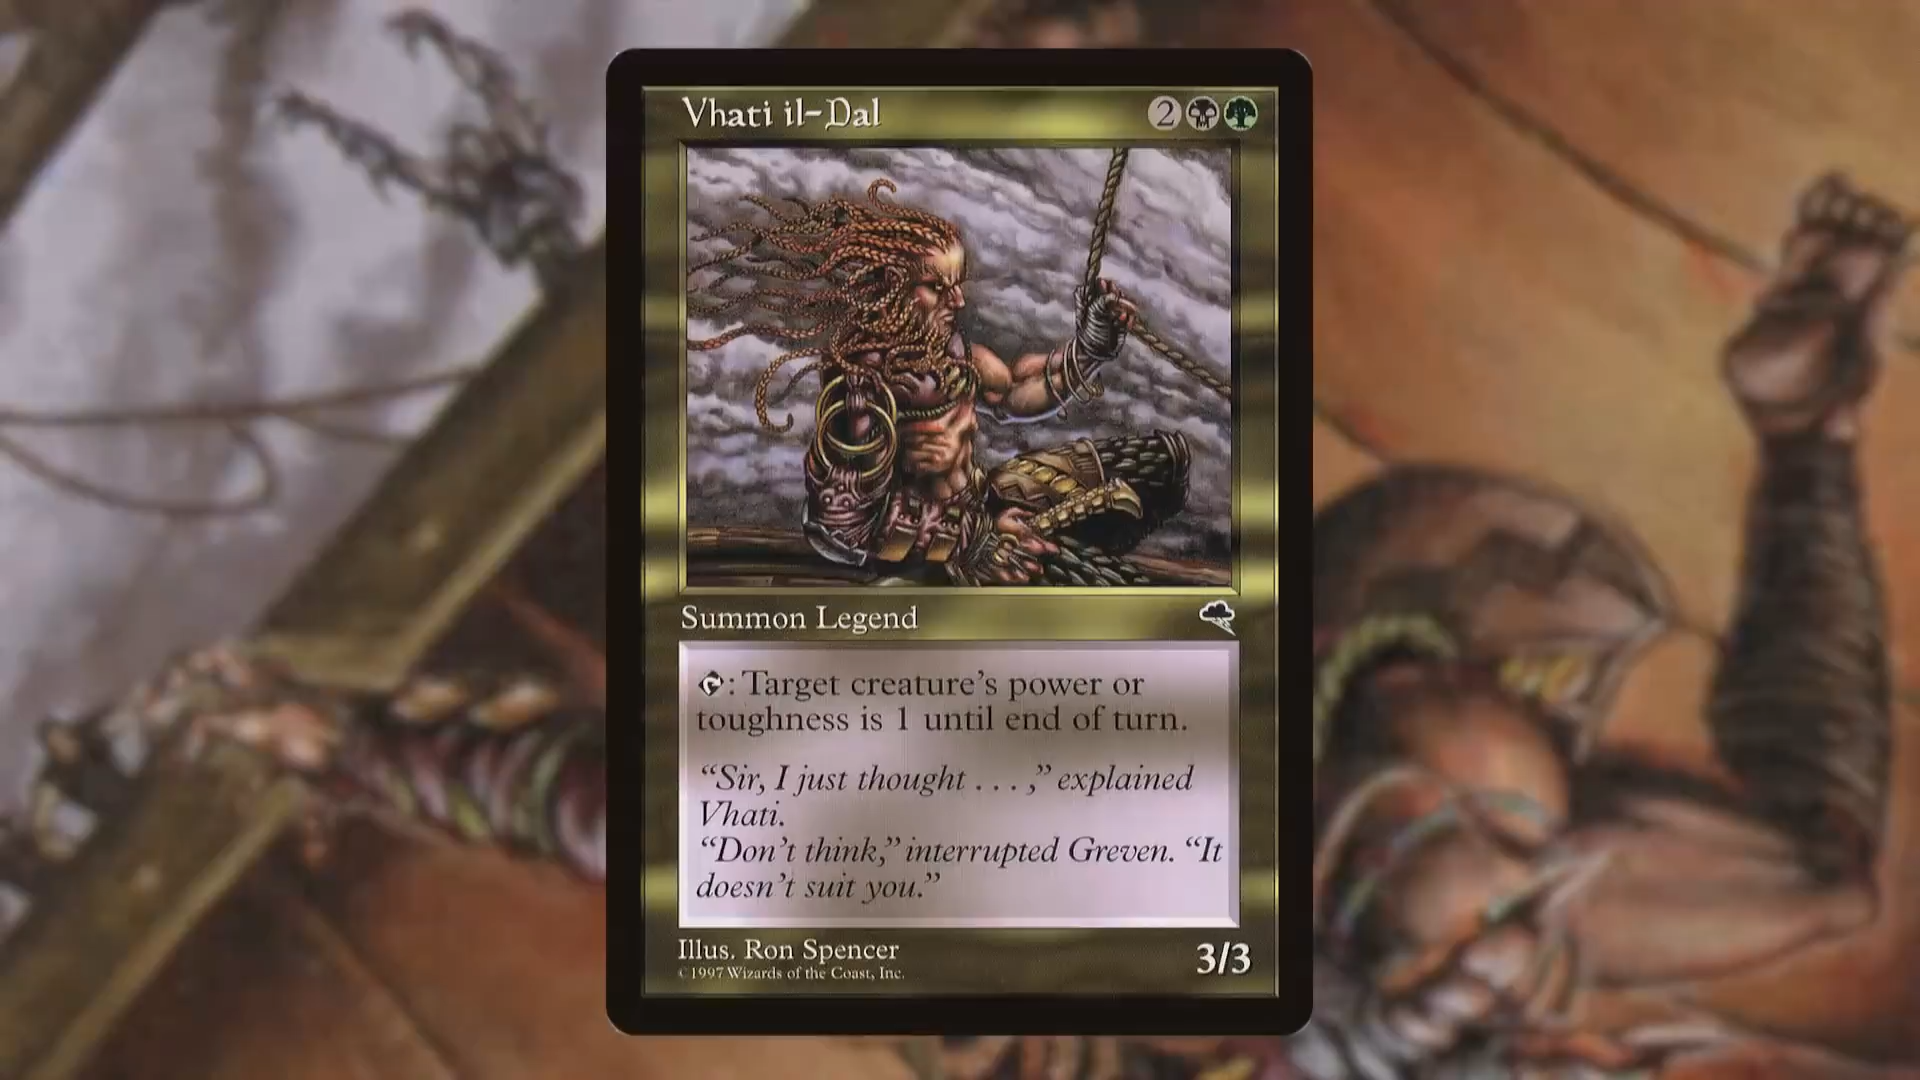 Vhati il-Dal 2
Summon Legend
: Target creature's power or
toughness is 1 until end of turn.
“Sir, I just thought . . . ,” explained
Vhati.
“Don't think,” interrupted Greven. “It
doesn't suit you.”
Illus. Ron Spencer
© 1997 Wizards of the Coast, Inc.
3/3